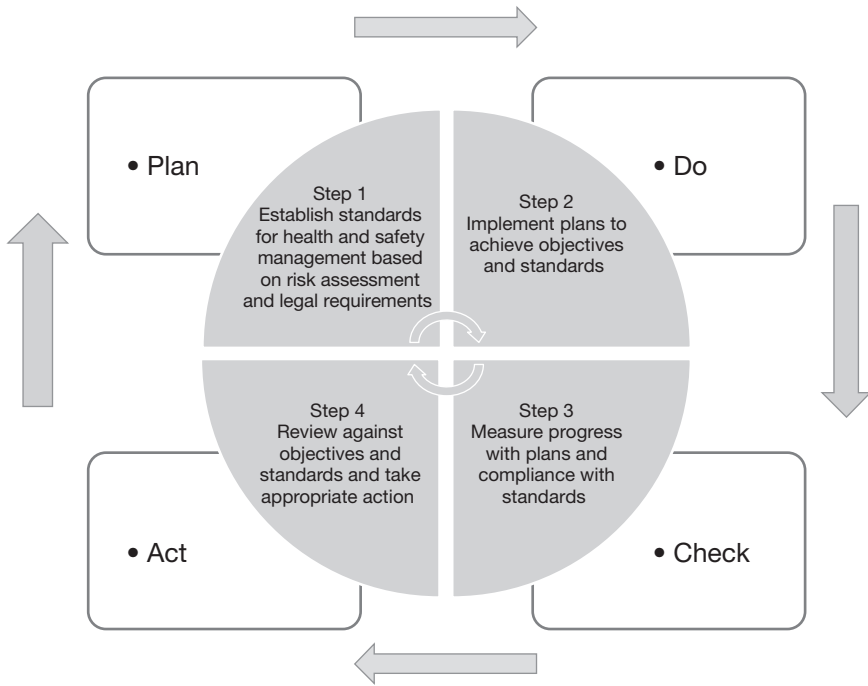 • Plan
Step 1
Establish standards
for health and safety
management based
on risk assessment
and legal requirements
• Do
Step 2
Implement plans to
achieve objectives
and standards
Step 3
Measure progress
with plans and
compliance with
standards
• Check
Step 4
Review against
objectives and
standards and take
appropriate action
• Act